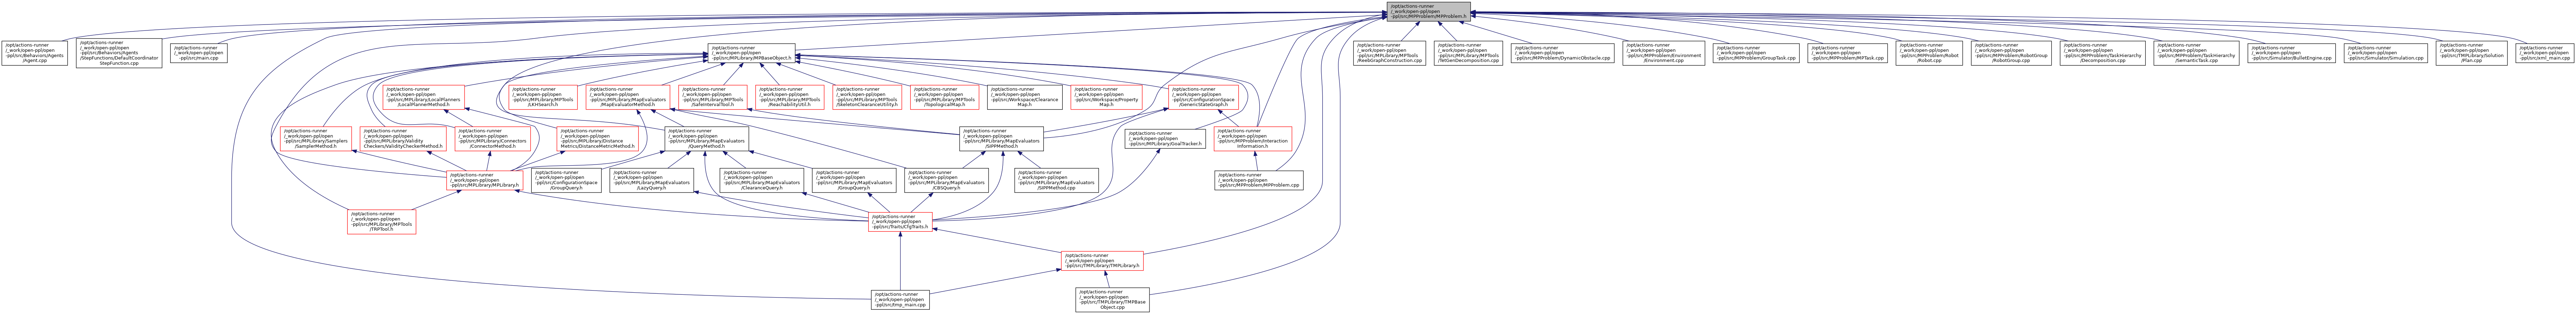 /opt/actions-runner
/_work/open-ppl/open
-ppl/src/MPProblem/MPProblem.h
/opt/actions-runner
/_work/open-ppl/open
-ppl/src/Behaviors/Agents
/Agent.cpp
/opt/actions-runner
/_work/open-ppl/open
-ppl/src/Behaviors/Agents
/StepFunctions/DefaultCoordinator
StepFunction.cpp
/opt/actions-runner
/_work/open-ppl/open
-ppl/src/main.cpp
/opt/actions-runner
/_work/open-ppl/open
-ppl/src/MPLibrary/MPBaseObject.h
/opt/actions-runner
/_work/open-ppl/open
-ppl/src/MPLibrary/MPTools
/ReebGraphConstruction.cpp
/opt/actions-runner
/_work/open-ppl/open
-ppl/src/MPLibrary/MPTools
/TetGenDecomposition.cpp
/opt/actions-runner
/_work/open-ppl/open
-ppl/src/MPProblem/DynamicObstacle.cpp
/opt/actions-runner
/_work/open-ppl/open
-ppl/src/MPProblem/Environment
/Environment.cpp
/opt/actions-runner
/_work/open-ppl/open
-ppl/src/MPProblem/GroupTask.cpp
/opt/actions-runner
/_work/open-ppl/open
-ppl/src/MPProblem/MPTask.cpp
/opt/actions-runner
/_work/open-ppl/open
-ppl/src/MPProblem/Robot
/Robot.cpp
/opt/actions-runner
/_work/open-ppl/open
-ppl/src/MPProblem/RobotGroup
/RobotGroup.cpp
/opt/actions-runner
/_work/open-ppl/open
-ppl/src/MPProblem/TaskHierarchy
/Decomposition.cpp
/opt/actions-runner
/_work/open-ppl/open
-ppl/src/MPProblem/TaskHierarchy
/SemanticTask.cpp
/opt/actions-runner
/_work/open-ppl/open
-ppl/src/Simulator/BulletEngine.cpp
/opt/actions-runner
/_work/open-ppl/open
-ppl/src/Simulator/Simulation.cpp
/opt/actions-runner
/_work/open-ppl/open
-ppl/src/TMPLibrary/Solution
/Plan.cpp
/opt/actions-runner
/_work/open-ppl/open
-ppl/src/xml_main.cpp
/opt/actions-runner
/_work/open-ppl/open
-ppl/src/MPLibrary/LocalPlanners
/LocalPlannerMethod.h
/opt/actions-runner
/_work/open-ppl/open
-ppl/src/MPLibrary/MPTools
/LKHSearch.h
/opt/actions-runner
/_work/open-ppl/open
-ppl/src/MPLibrary/MapEvaluators
/MapEvaluatorMethod.h
/opt/actions-runner
/_work/open-ppl/open
-ppl/src/MPLibrary/MPTools
/SafeIntervalTool.h
/opt/actions-runner
/_work/open-ppl/open
-ppl/src/MPLibrary/MPTools
/ReachabilityUtil.h
/opt/actions-runner
/_work/open-ppl/open
-ppl/src/MPLibrary/MPTools
/SkeletonClearanceUtility.h
/opt/actions-runner
/_work/open-ppl/open
-ppl/src/MPLibrary/MPTools
/TopologicalMap.h
/opt/actions-runner
/_work/open-ppl/open
-ppl/src/Workspace/Clearance
Map.h
/opt/actions-runner
/_work/open-ppl/open
-ppl/src/Workspace/Property
Map.h
/opt/actions-runner
/_work/open-ppl/open
-ppl/src/ConfigurationSpace
/GenericStateGraph.h
/opt/actions-runner
/_work/open-ppl/open
-ppl/src/MPLibrary/Samplers
/SamplerMethod.h
/opt/actions-runner
/_work/open-ppl/open
-ppl/src/MPLibrary/Validity
Checkers/ValidityCheckerMethod.h
/opt/actions-runner
/_work/open-ppl/open
-ppl/src/MPLibrary/Connectors
/ConnectorMethod.h
/opt/actions-runner
/_work/open-ppl/open
-ppl/src/MPLibrary/Distance
Metrics/DistanceMetricMethod.h
/opt/actions-runner
/_work/open-ppl/open
-ppl/src/MPLibrary/MapEvaluators
/QueryMethod.h
/opt/actions-runner
/_work/open-ppl/open
-ppl/src/MPLibrary/MapEvaluators
/SIPPMethod.h
/opt/actions-runner
/_work/open-ppl/open
-ppl/src/MPLibrary/GoalTracker.h
/opt/actions-runner
/_work/open-ppl/open
-ppl/src/MPProblem/Interaction
Information.h
/opt/actions-runner
/_work/open-ppl/open
-ppl/src/MPLibrary/MPLibrary.h
/opt/actions-runner
/_work/open-ppl/open
-ppl/src/ConfigurationSpace
/GroupQuery.h
/opt/actions-runner
/_work/open-ppl/open
-ppl/src/MPLibrary/MapEvaluators
/LazyQuery.h
/opt/actions-runner
/_work/open-ppl/open
-ppl/src/MPLibrary/MapEvaluators
/ClearanceQuery.h
/opt/actions-runner
/_work/open-ppl/open
-ppl/src/MPLibrary/MapEvaluators
/GroupQuery.h
/opt/actions-runner
/_work/open-ppl/open
-ppl/src/MPLibrary/MapEvaluators
/CBSQuery.h
/opt/actions-runner
/_work/open-ppl/open
-ppl/src/MPLibrary/MapEvaluators
/SIPPMethod.cpp
/opt/actions-runner
/_work/open-ppl/open
-ppl/src/MPProblem/MPProblem.cpp
/opt/actions-runner
/_work/open-ppl/open
-ppl/src/MPLibrary/MPTools
/TRPTool.h
/opt/actions-runner
/_work/open-ppl/open
-ppl/src/Traits/CfgTraits.h
/opt/actions-runner
/_work/open-ppl/open
-ppl/src/TMPLibrary/TMPLibrary.h
/opt/actions-runner
/_work/open-ppl/open
-ppl/src/tmp_main.cpp
/opt/actions-runner
/_work/open-ppl/open
-ppl/src/TMPLibrary/TMPBase
Object.cpp